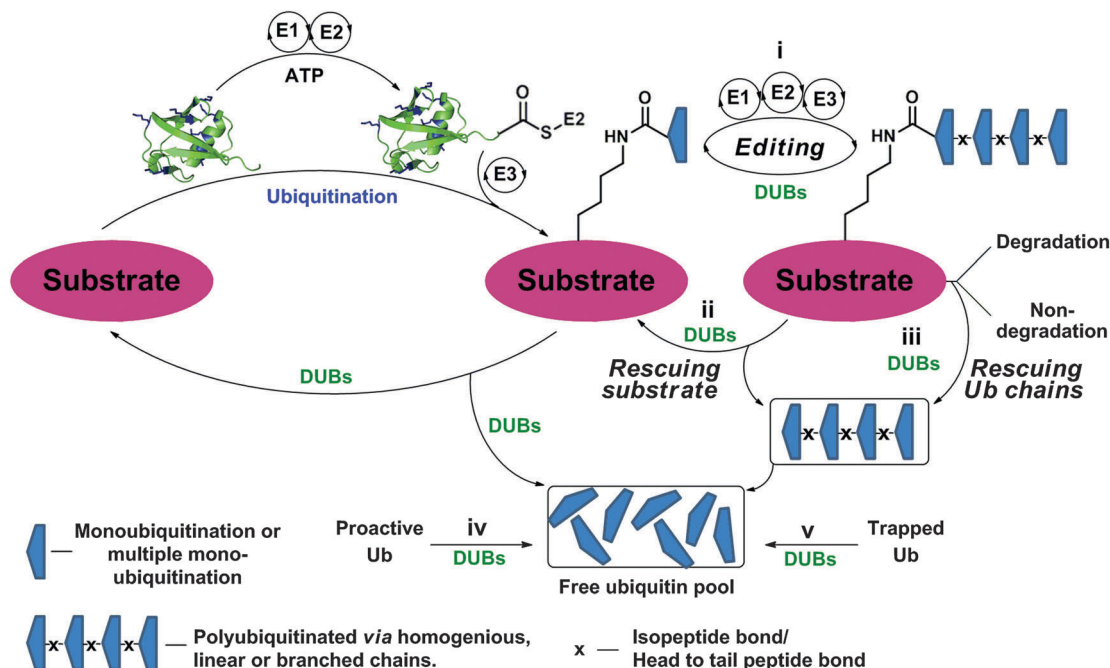 E1 E2
ATP
O
S E2
E3
Ubiquitination
O
HN
i
E1 E2 E3
Editing
DUBs
O
HN
x x x
Substrate
Substrate
Substrate
Degradation
Non-
degradation
ii
DUBs
Rescuing
substrate
iii
DUBs
Rescuing
Ub chains
DUBs
DUBs
x x x
Proactive
Ub
iv
DUBs
v
DUBs
Trapped
Ub
Free ubiquitin pool
Monoubiquitination or
multiple mono-
ubiquitination
x x x
Polyubiquitinated via homogenious,
linear or branched chains.
x
Isopeptide bond/
Head to tail peptide bond